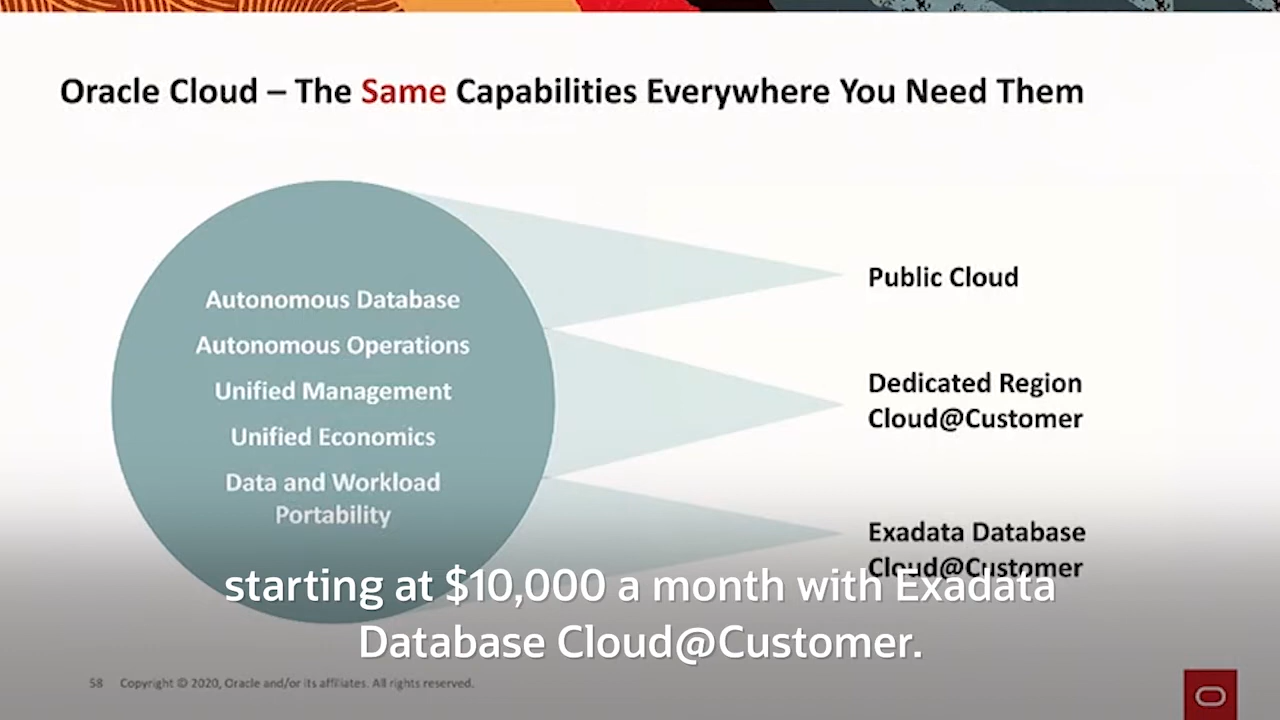 Oracle Cloud – The Same Capabilities Everywhere You Need Them
Autonomous Database
Autonomous Operations
Unified Management
Unified Economics
Data and Workload
Portability
Public Cloud
Dedicated Region
Cloud@Customer
Exadata Database
Cloud@Customer
starting at $10,000 a month with Exadata
Database Cloud@Customer.
58 Copyright © 2020, Oracle and/or its affiliates. All rights reserved.